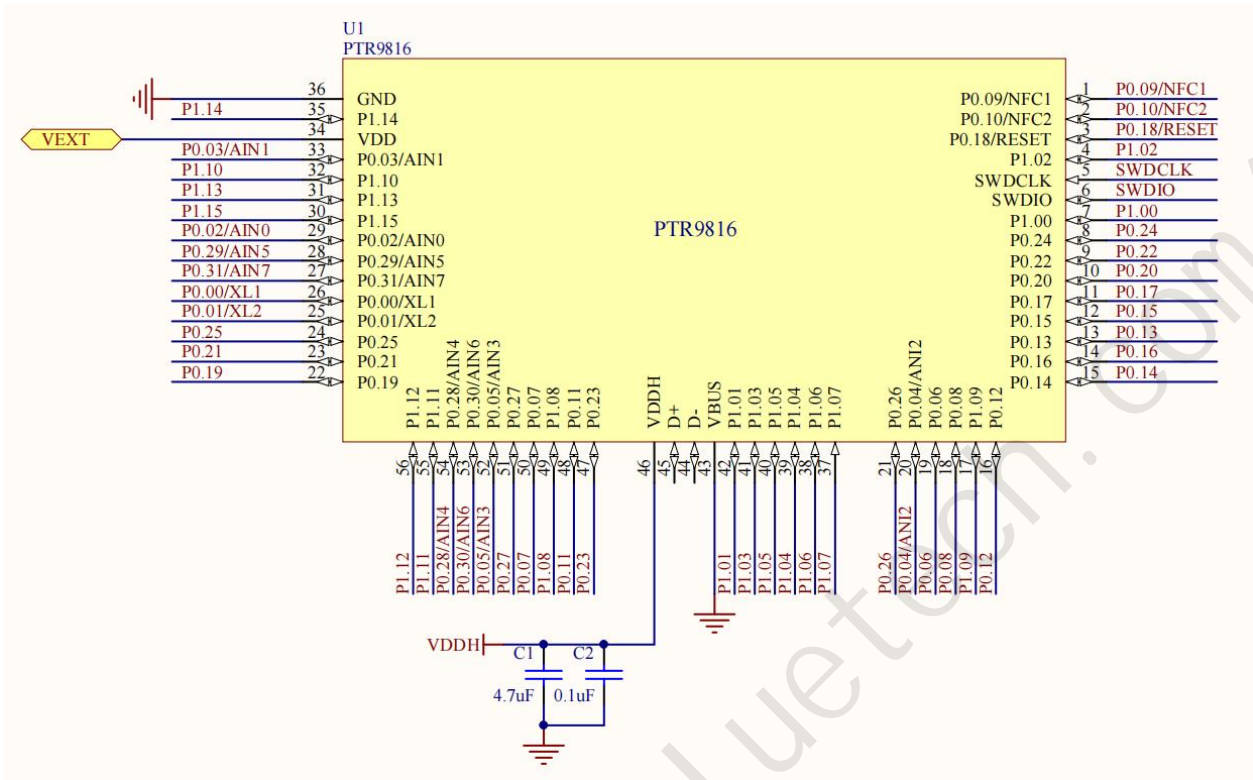 U1
PTR9816
VEXT
PTR9816
36 GND
P1.14 35 P1.14
34 VDD
P0.03/AIN1 33 P0.03/AIN1
P1.10 32 P1.10
P1.13 31 P1.13
P1.15 30 P1.15
P0.02/AIN0 29 P0.02/AIN0
P0.29/AIN5 28 P0.29/AIN5
P0.31/AIN7 27 P0.31/AIN7
P0.00/XL1 26 P0.00/XL1
P0.01/XL2 25 P0.01/XL2
P0.25 24 P0.25
P0.21 23 P0.21
P0.19 22 P0.19
P0.09/NFC1 1 P0.09/NFC1
P0.10/NFC2 2 P0.10/NFC2
P0.18/RESET 3 P0.18/RESET
P1.02 4 P1.02
SWDCLK 5 SWDCLK
SWDIO 6 SWDIO
P1.00 7 P1.00
P0.24 8 P0.24
P0.22 9 P0.22
P0.20 10 P0.20
P0.17 11 P0.17
P0.15 12 P0.15
P0.13 13 P0.13
P0.16 14 P0.16
P0.14 15 P0.14
P1.12 56 P1.12
P1.11 55 P1.11
P0.28/AIN4 54 P0.28/AIN4
P0.30/AIN6 53 P0.30/AIN6
P0.05/AIN3 52 P0.05/AIN3
P0.27 51 P0.27
P0.07 50 P0.07
P1.08 49 P1.08
P0.11 48 P0.11
P0.23 47 P0.23
VDDH 46
D+ 45
D- 44
VBUS 43
P1.01 42 P1.01
P1.03 41 P1.03
P1.05 40 P1.05
P1.04 39 P1.04
P1.06 38 P1.06
P1.07 37 P1.07
P0.26 21 P0.26
P0.04/ANI2 20 P0.04/ANI2
P0.06 19 P0.06
P0.08 18 P0.08
P1.09 17 P1.09
P0.12 16 P0.12
VDDH
C1
C2
4.7uF
0.1uF